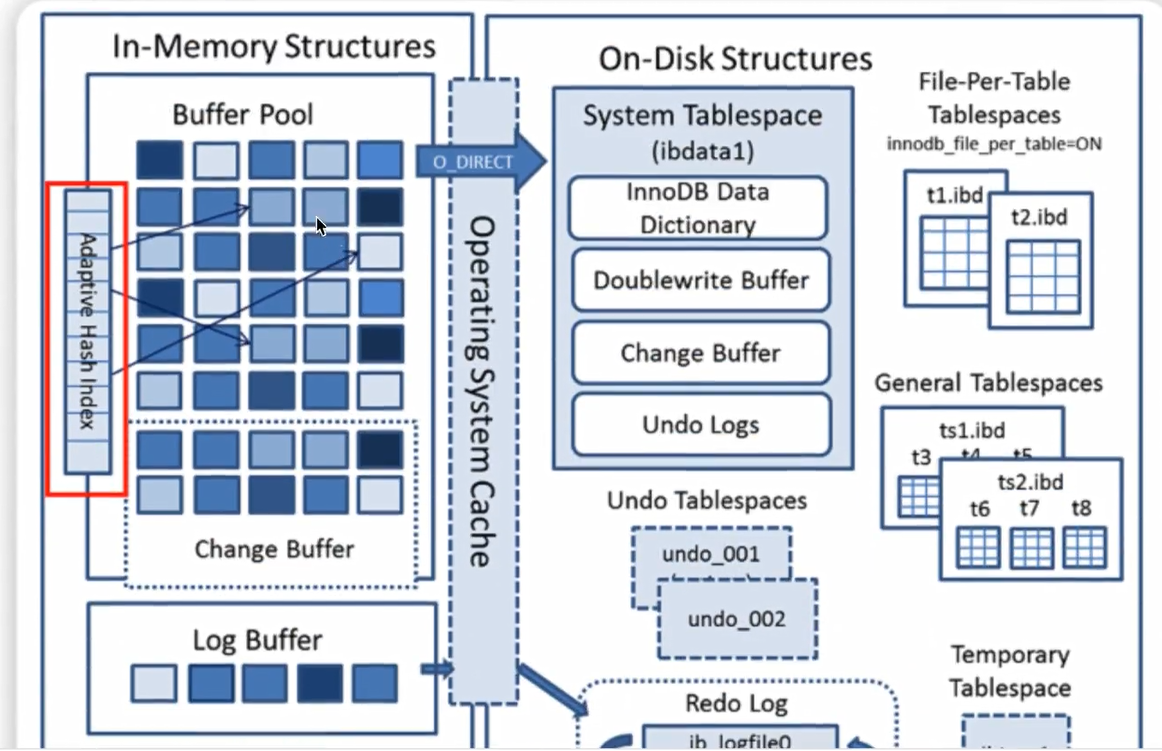 In-Memory Structures
Buffer Pool
Adaptive Hash Index
Change Buffer
Log Buffer
O_DIRECT
Operating System Cache
On-Disk Structures
System Tablespace
(ibdata1)
InnoDB Data
Dictionary
Doublewrite Buffer
Change Buffer
Undo Logs
Undo Tablespaces
undo_001
undo_002
Redo Log
ib_logfile0
File-Per-Table
Tablespaces
innodb_file_per_table=ON
t1.ibd
t2.ibd
General Tablespaces
ts1.ibd
t3 t4 t5
ts2.ibd
t6 t7 t8
Temporary
Tablespace